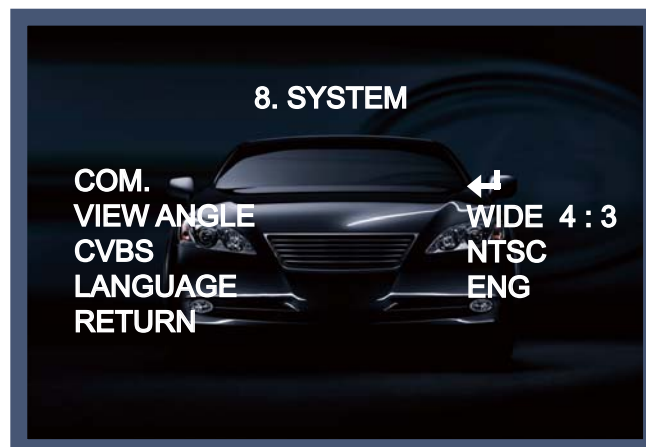 8. SYSTEM
COM. ↵
VIEW ANGLE WIDE 4 : 3
CVBS NTSC
LANGUAGE ENG
RETURN